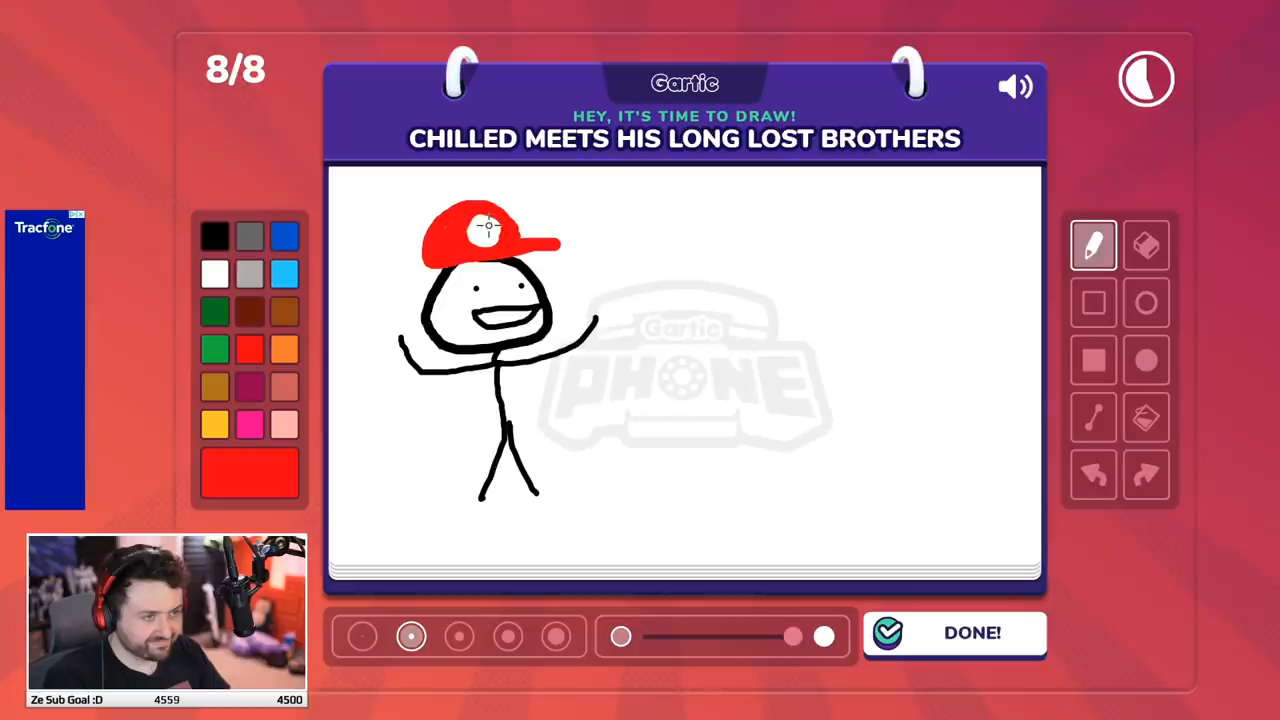 8/8
Gartic
HEY, IT'S TIME TO DRAW!
CHILLED MEETS HIS LONG LOST BROTHERS
Tracfone
Gartic
PHONE
DONE!
Ze Sub Goal :D 4559 4500